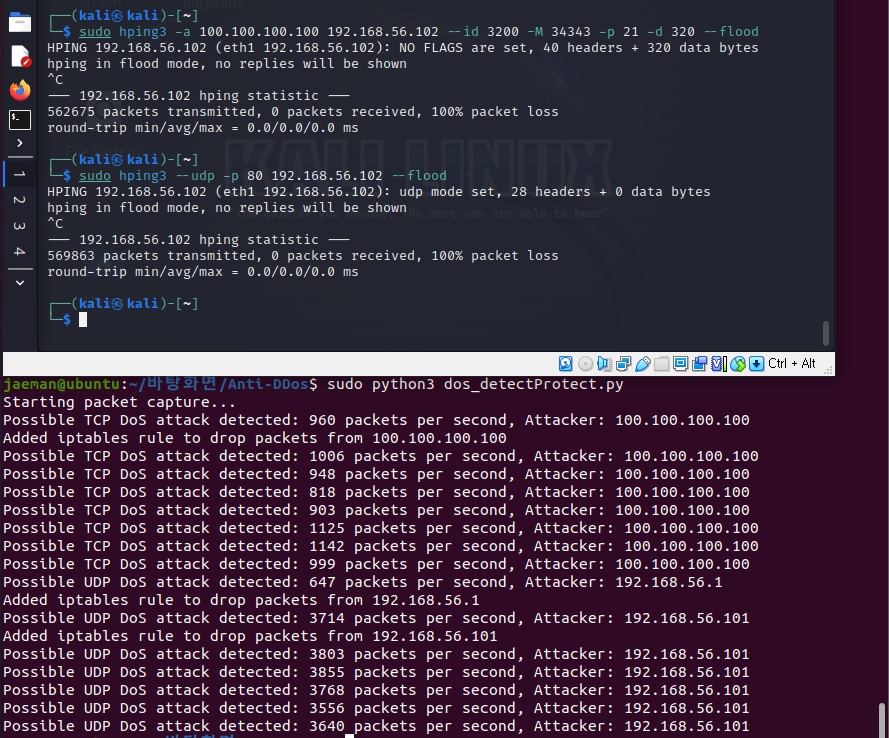 Trash
burpsuite
┌──(kali㉿kali)-[~]
└─$ sudo hping3 -a 100.100.100.100 192.168.56.102 --id 3200 -M 34343 -p 21 -d 320 --flood
HPING 192.168.56.102 (eth1 192.168.56.102): NO FLAGS are set, 40 headers + 320 data bytes
hping in flood mode, no replies will be shown
^C
--- 192.168.56.102 hping statistic ---
562675 packets transmitted, 0 packets received, 100% packet loss
round-trip min/avg/max = 0.0/0.0/0.0 ms
File System
KALI LINUX
┌──(kali㉿kali)-[~]
└─$ sudo hping3 --udp -p 80 192.168.56.102 --flood
HPING 192.168.56.102 (eth1 192.168.56.102): udp mode set, 28 headers + 0 data bytes
hping in flood mode, no replies will be shown
the more you are able to hear"
^C
--- 192.168.56.102 hping statistic ---
569863 packets transmitted, 0 packets received, 100% packet loss
round-trip min/avg/max = 0.0/0.0/0.0 ms
┌──(kali㉿kali)-[~]
└─$
1
2
3
4
Ctrl + Alt
jaeman@ubuntu:~/바탕화면/Anti-DDos$ sudo python3 dos_detectProtect.py
Starting packet capture...
Possible TCP DoS attack detected: 960 packets per second, Attacker: 100.100.100.100
Added iptables rule to drop packets from 100.100.100.100
Possible TCP DoS attack detected: 1006 packets per second, Attacker: 100.100.100.100
Possible TCP DoS attack detected: 948 packets per second, Attacker: 100.100.100.100
Possible TCP DoS attack detected: 818 packets per second, Attacker: 100.100.100.100
Possible TCP DoS attack detected: 903 packets per second, Attacker: 100.100.100.100
Possible TCP DoS attack detected: 1125 packets per second, Attacker: 100.100.100.100
Possible TCP DoS attack detected: 1142 packets per second, Attacker: 100.100.100.100
Possible TCP DoS attack detected: 999 packets per second, Attacker: 100.100.100.100
Possible UDP DoS attack detected: 647 packets per second, Attacker: 192.168.56.1
Added iptables rule to drop packets from 192.168.56.1
Possible UDP DoS attack detected: 3714 packets per second, Attacker: 192.168.56.101
Added iptables rule to drop packets from 192.168.56.101
Possible UDP DoS attack detected: 3803 packets per second, Attacker: 192.168.56.101
Possible UDP DoS attack detected: 3855 packets per second, Attacker: 192.168.56.101
Possible UDP DoS attack detected: 3768 packets per second, Attacker: 192.168.56.101
Possible UDP DoS attack detected: 3556 packets per second, Attacker: 192.168.56.101
Possible UDP DoS attack detected: 3640 packets per second, Attacker: 192.168.56.101